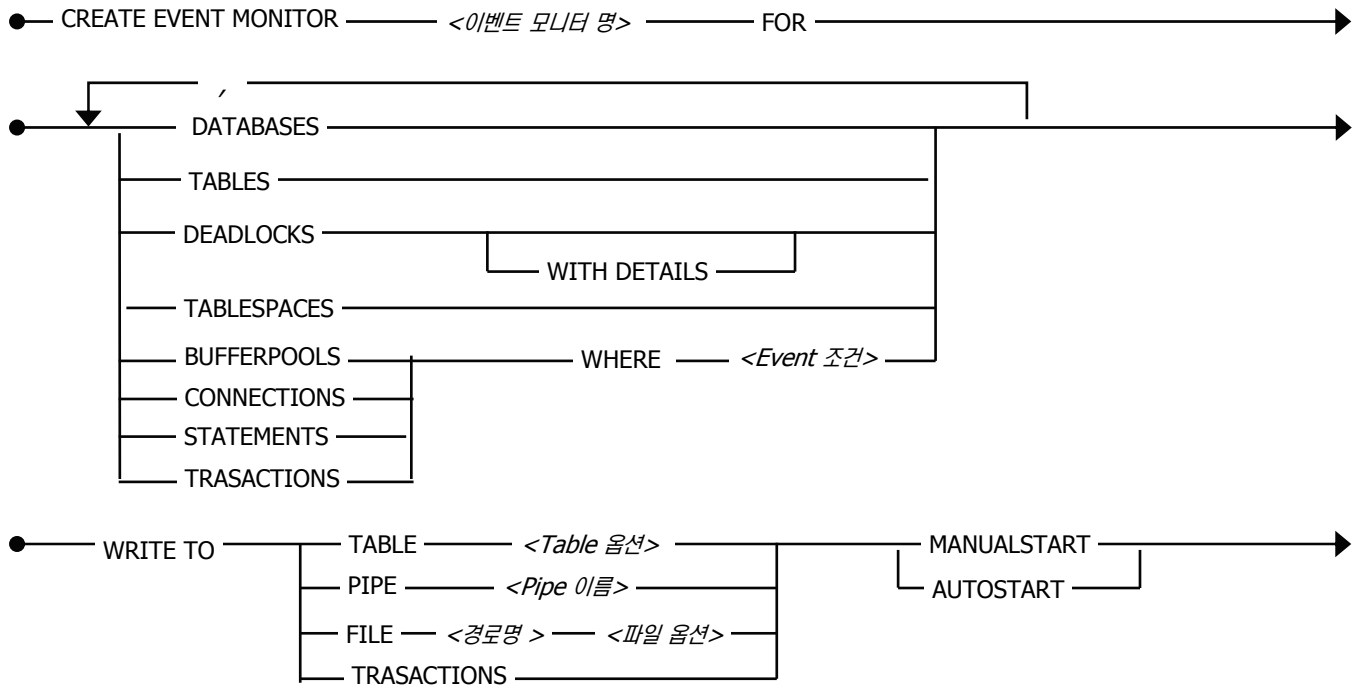 CREATE EVENT MONITOR <이벤트 모니터 명> FOR
,
DATABASES
TABLES
DEADLOCKS
WITH DETAILS
TABLESPACES
BUFFERPOOLS WHERE <Event 조건>
CONNECTIONS
STATEMENTS
TRASACTIONS
WRITE TO TABLE <Table 옵션> MANUALSTART
PIPE <Pipe 이름> AUTOSTART
FILE <경로명 > <파일 옵션>
TRASACTIONS